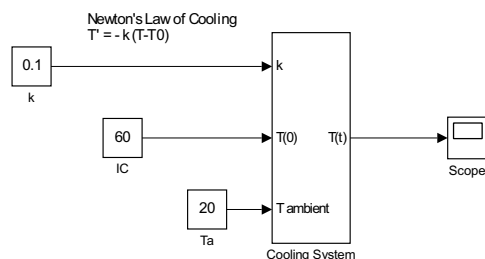 Newton's Law of Cooling
T' = - k (T-T0)
0.1
k
k
60
IC
T(0)
T(t)
Scope
20
Ta
T ambient
Cooling System